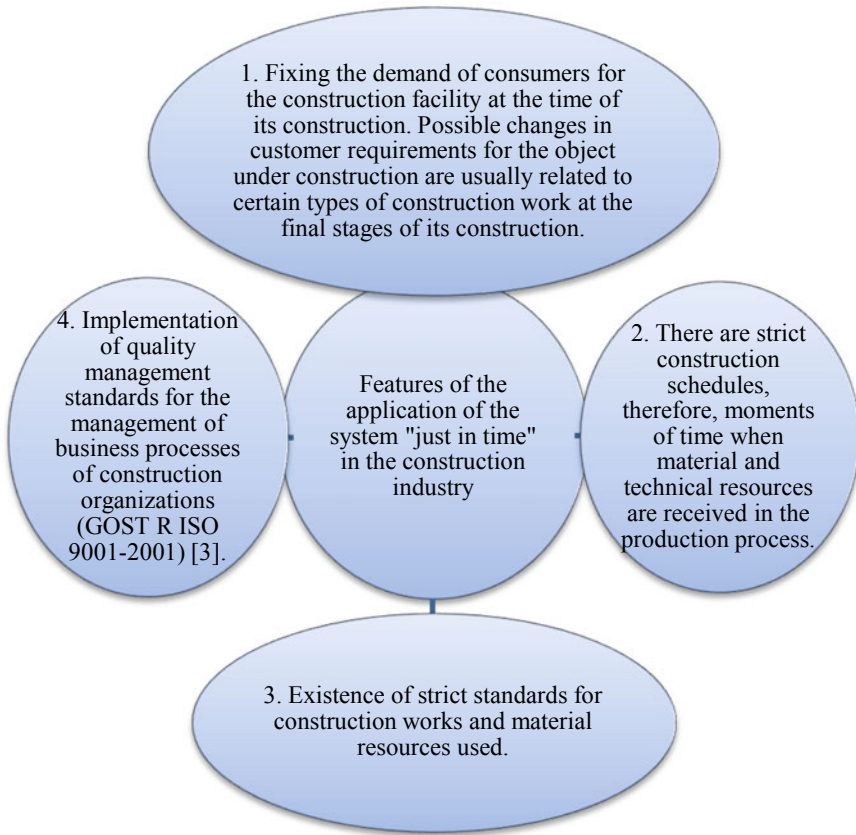 1. Fixing the demand of consumers for
the construction facility at the time of
its construction. Possible changes in
customer requirements for the object
under construction are usually related to
certain types of construction work at the
final stages of its construction.
4. Implementation
of quality
management
standards for the
management of
business processes
of construction
organizations
(GOST R ISO
9001-2001) [3].
Features of the
application of the
system "just in time"
in the construction
industry
2. There are strict
construction
schedules,
therefore, moments
of time when
material and
technical resources
are received in the
production process.
3. Existence of strict standards for
construction works and material
resources used.